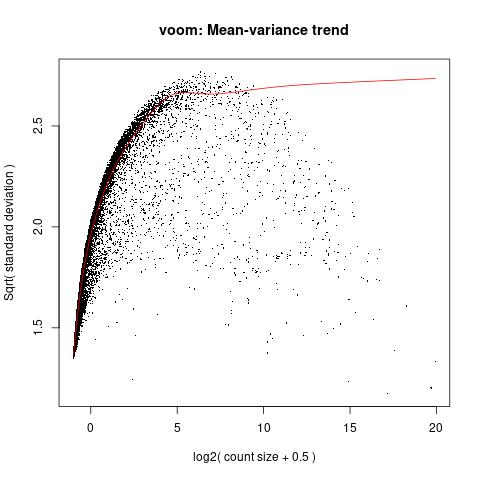 voom: Mean-variance trend
Sqrt( standard deviation )
2.5
2.0
1.5
0 5 10 15 20
log2( count size + 0.5 )